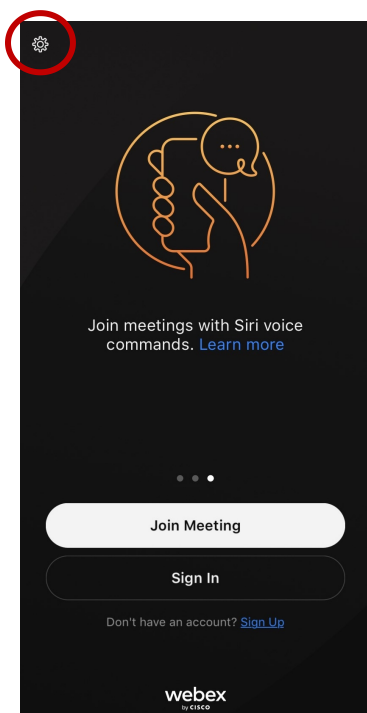 Join meetings with Siri voice
commands. Learn more
Join Meeting
Sign In
Don't have an account? Sign Up
webex
by CISCO